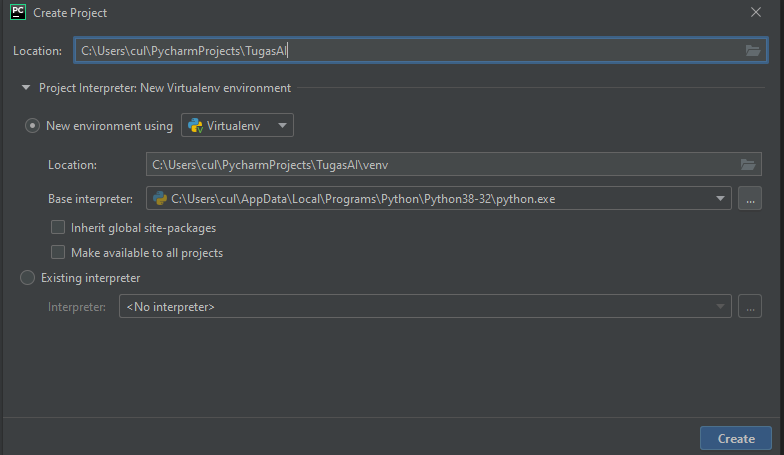 PC Create Project
Location: C:\Users\cul\PycharmProjects\TugasAI
Project Interpreter: New Virtualenv environment
New environment using Virtualenv
Location: C:\Users\cul\PycharmProjects\TugasAI\venv
Base interpreter: C:\Users\cul\AppData\Local\Programs\Python\Python38-32\python.exe ...
Inherit global site-packages
Make available to all projects
Existing interpreter
Interpreter: <No interpreter> ...
Create